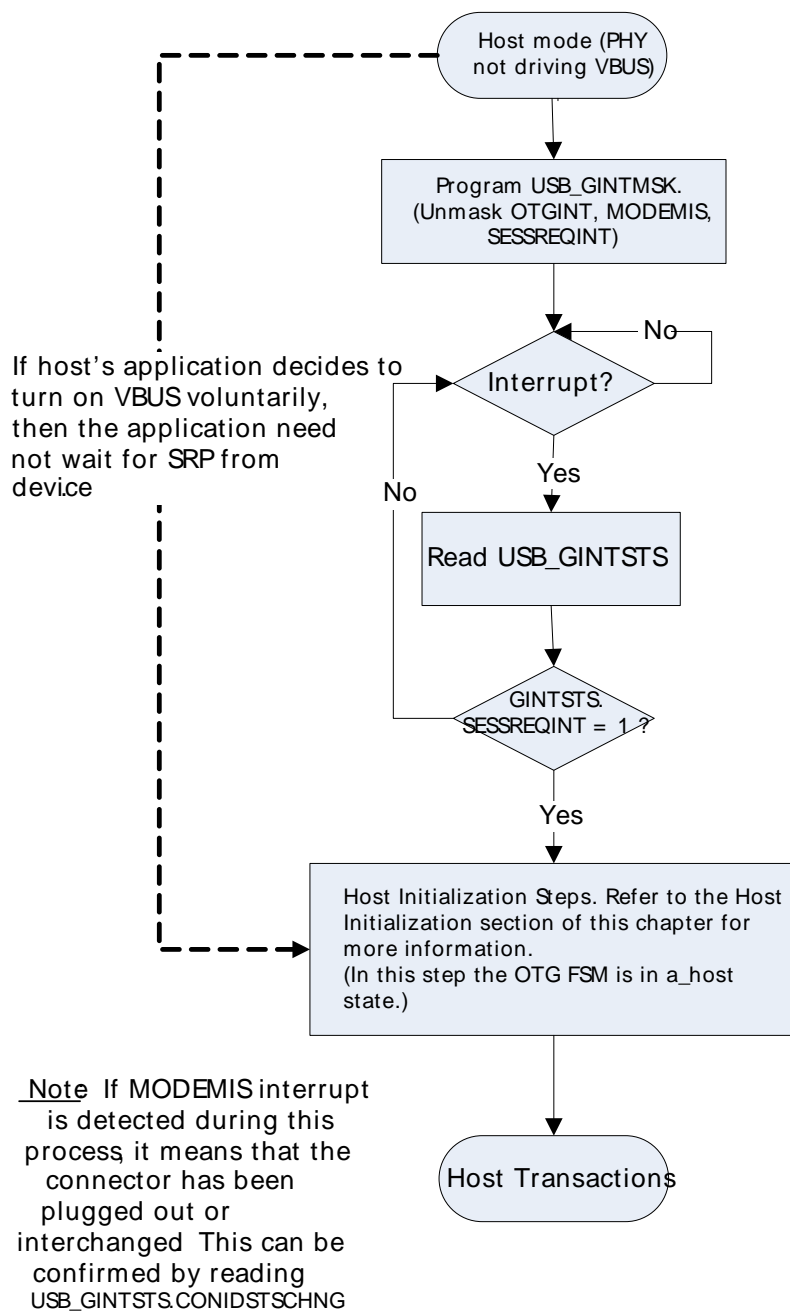 Host mode (PHY
not driving VBUS)
Program USB_GINTMSK.
(Unmask OTGINT, MODEMIS,
SESSREQINT)
No
If host's application decides to
turn on VBUS voluntarily,
then the application need
not wait for SRP from
device
Interrupt?
Yes
No
Read USB_GINTSTS
GINTSTS.
SESSREQINT = 1 ?
Yes
Host Initialization Steps. Refer to the Host
Initialization section of this chapter for
more information.
(In this step the OTG FSM is in a_host
state.)
Note If MODEMIS interrupt
is detected during this
process, it means that the
connector has been
plugged out or
interchanged This can be
confirmed by reading
USB_GINTSTS.CONIDSTSCHNG
Host Transactions